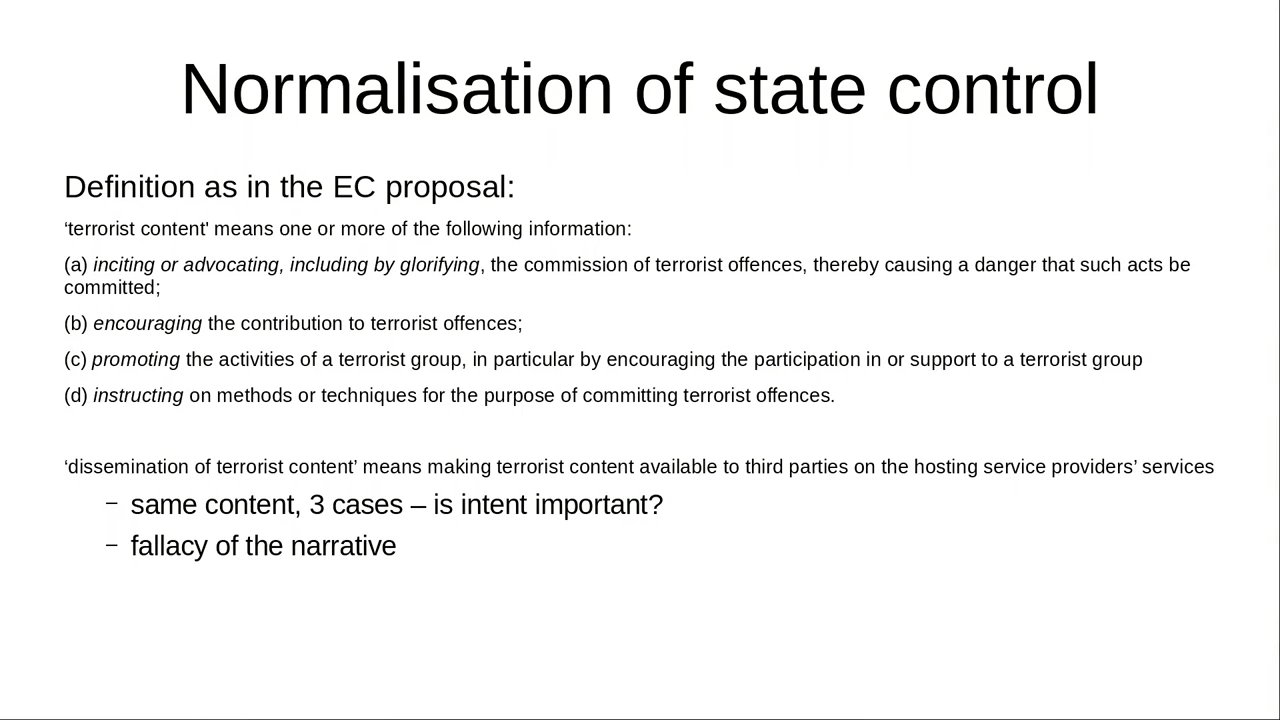 Normalisation of state control
Definition as in the EC proposal:
‘terrorist content' means one or more of the following information:
(a) inciting or advocating, including by glorifying, the commission of terrorist offences, thereby causing a danger that such acts be
committed;
(b) encouraging the contribution to terrorist offences;
(c) promoting the activities of a terrorist group, in particular by encouraging the participation in or support to a terrorist group
(d) instructing on methods or techniques for the purpose of committing terrorist offences.
‘dissemination of terrorist content’ means making terrorist content available to third parties on the hosting service providers’ services
– same content, 3 cases – is intent important?
– fallacy of the narrative